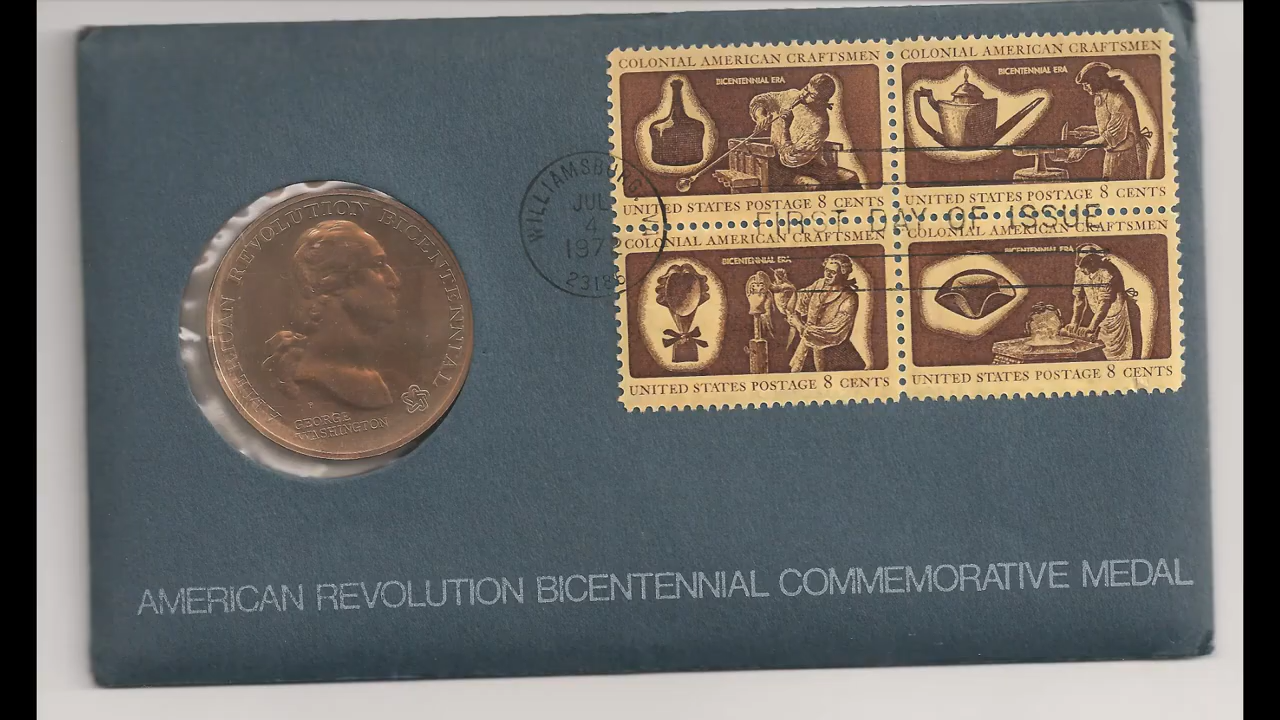 AMERICAN REVOLUTION BICENTENNIAL
GEORGE
WASHINGTON
WILLIAMSBURG, VA
JUL
4
197
FIRST DAY OF ISSUE
COLONIAL AMERICAN CRAFTSMEN
BICENTENNIAL ERA
UNITED STATES POSTAGE 8 CENTS
COLONIAL AMERICAN CRAFTSMEN
BICENTENNIAL ERA
UNITED STATES POSTAGE 8 CENTS
COLONIAL AMERICAN CRAFTSMEN
BICENTENNIAL ERA
UNITED STATES POSTAGE 8 CENTS
COLONIAL AMERICAN CRAFTSMEN
BICENTENNIAL ERA
UNITED STATES POSTAGE 8 CENTS
AMERICAN REVOLUTION BICENTENNIAL COMMEMORATIVE MEDAL